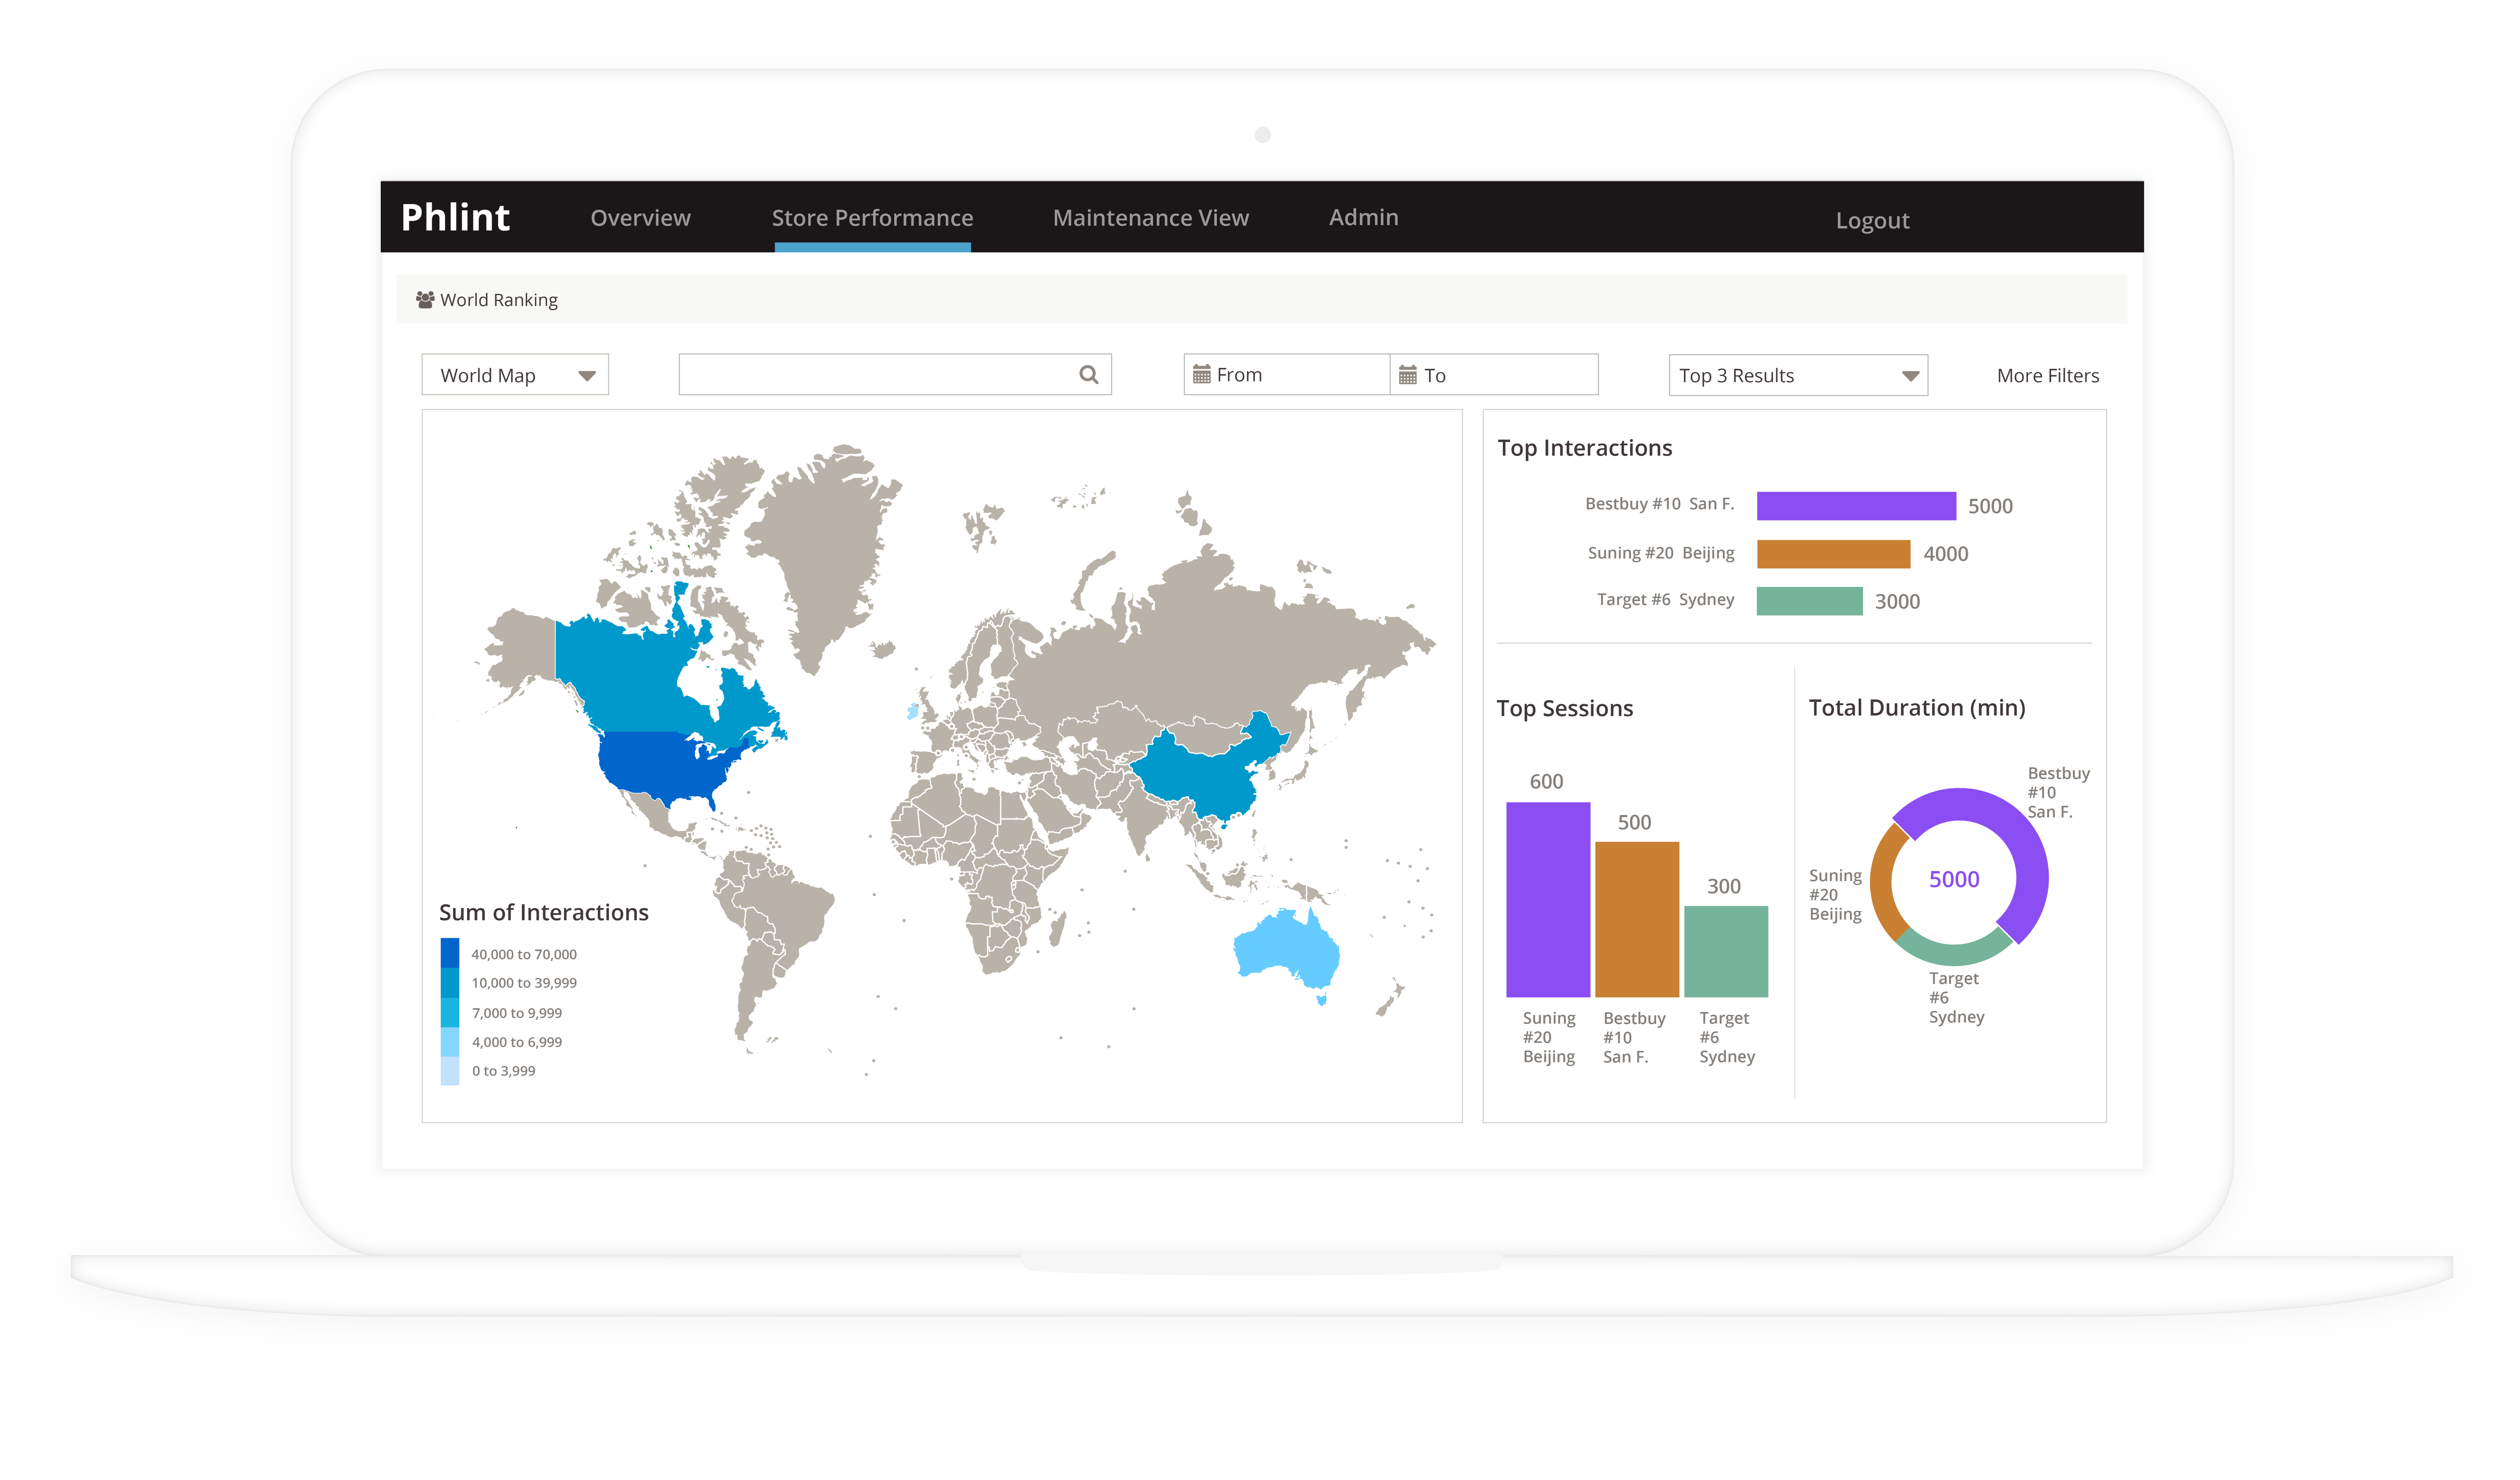 Phlint
Overview
Store Performance
Maintenance View
Admin
Logout
World Ranking
World Map
From
To
Top 3 Results
More Filters
Sum of Interactions
40,000 to 70,000
10,000 to 39,999
7,000 to 9,999
4,000 to 6,999
0 to 3,999
Top Interactions
Bestbuy #10 San F.
5000
Suning #20 Beijing
4000
Target #6 Sydney
3000
Top Sessions
600
500
300
Suning
#20
Beijing
Bestbuy
#10
San F.
Target
#6
Sydney
Total Duration (min)
Bestbuy
#10
San F.
Suning
#20
Beijing
5000
Target
#6
Sydney